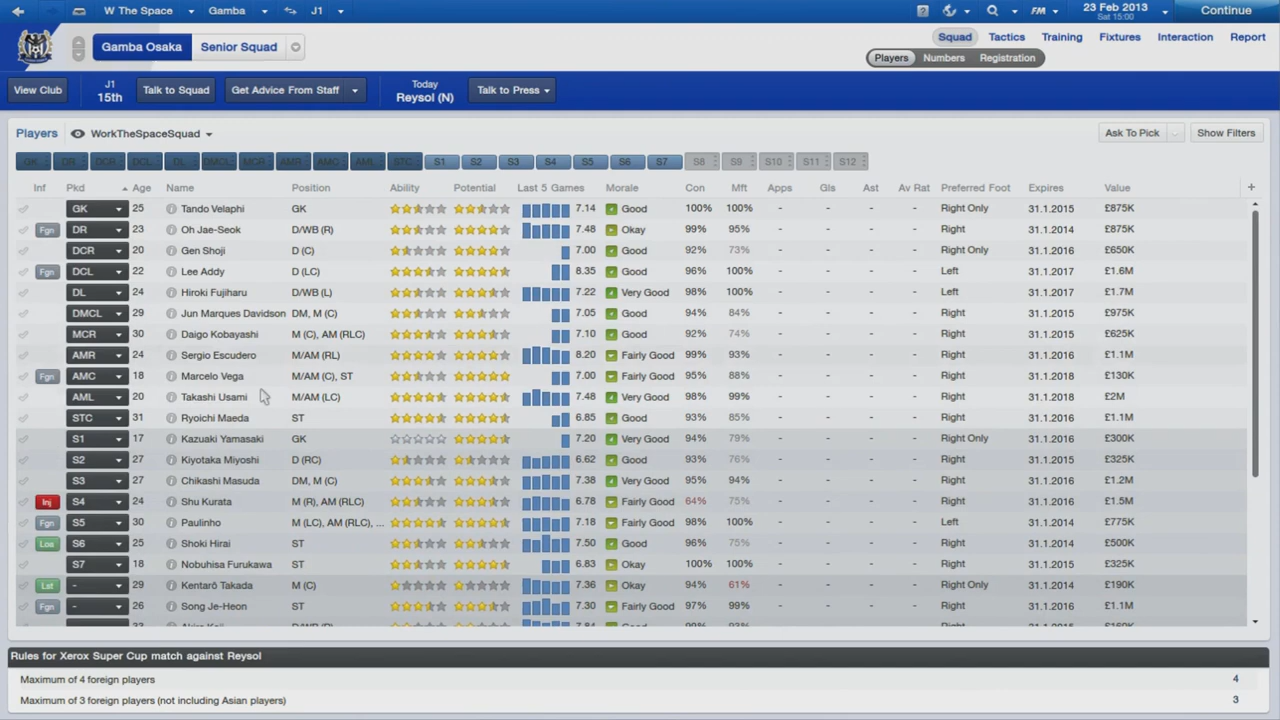 W The Space Gamba J1 FM 23 Feb 2013 Continue
Sat 15:00
Gamba Osaka Senior Squad Squad Tactics Training Fixtures Interaction Report
Players Numbers Registration
View Club J1 15th Talk to Squad Get Advice From Staff Today Reysol (N) Talk to Press
Players WorkTheSpaceSquad Ask To Pick Show Filters
GK DR DCR DCL DL DMCL MCR AMR AMC AML STC S1 S2 S3 S4 S5 S6 S7 S8 S9 S10 S11 S12
Inf Pkd Age Name Position Ability Potential Last 5 Games Morale Con Mft Apps Gls Ast Av Rat Preferred Foot Expires Value +
GK 25 Tando Velaphi GK 7.14 Good 100% 100% - - - - Right Only 31.1.2015 £875K
Fgn DR 23 Oh Jae-Seok D/WB (R) 7.48 Okay 99% 95% - - - - Right 31.1.2014 £875K
DCR 20 Gen Shoji D (C) 7.00 Good 92% 73% - - - - Right Only 31.1.2016 £650K
Fgn DCL 22 Lee Addy D (LC) 8.35 Good 96% 100% - - - - Left 31.1.2017 £1.6M
DL 24 Hiroki Fujiharu D/WB (L) 7.22 Very Good 98% 100% - - - - Left 31.1.2017 £1.7M
DMCL 29 Jun Marques Davidson DM, M (C) 7.05 Good 94% 84% - - - - Right 31.1.2015 £975K
MCR 30 Daigo Kobayashi M (C), AM (RLC) 7.10 Good 92% 74% - - - - Right 31.1.2015 £625K
AMR 24 Sergio Escudero M/AM (RL) 8.20 Fairly Good 99% 93% - - - - Right 31.1.2016 £1.1M
Fgn AMC 18 Marcelo Vega M/AM (C), ST 7.00 Fairly Good 95% 88% - - - - Right 31.1.2018 £130K
AML 20 Takashi Usami M/AM (LC) 7.48 Very Good 98% 99% - - - - Right 31.1.2018 £2M
STC 31 Ryoichi Maeda ST 6.85 Good 93% 85% - - - - Right 31.1.2016 £1.1M
S1 17 Kazuaki Yamasaki GK 7.20 Very Good 94% 79% - - - - Right Only 31.1.2016 £300K
S2 27 Kiyotaka Miyoshi D (RC) 6.62 Good 93% 76% - - - - Right 31.1.2015 £325K
S3 27 Chikashi Masuda DM, M (C) 7.38 Very Good 95% 94% - - - - Right 31.1.2016 £1.2M
Inj S4 24 Shu Kurata M (R), AM (RLC) 6.78 Fairly Good 64% 75% - - - - Right 31.1.2016 £1.5M
Fgn S5 30 Paulinho M (LC), AM (RLC), ... 7.18 Fairly Good 98% 100% - - - - Left 31.1.2014 £775K
Loa S6 25 Shoki Hirai ST 7.50 Good 96% 75% - - - - Right 31.1.2014 £500K
S7 18 Nobuhisa Furukawa ST 6.83 Okay 100% 100% - - - - Right 31.1.2015 £325K
Lst - 29 Kentarō Takada M (C) 7.36 Okay 94% 61% - - - - Right Only 31.1.2014 £190K
Fgn - 26 Song Je-Heon ST 7.30 Fairly Good 97% 99% - - - - Right 31.1.2016 £1.1M
Rules for Xerox Super Cup match against Reysol
Maximum of 4 foreign players 4
Maximum of 3 foreign players (not including Asian players) 3